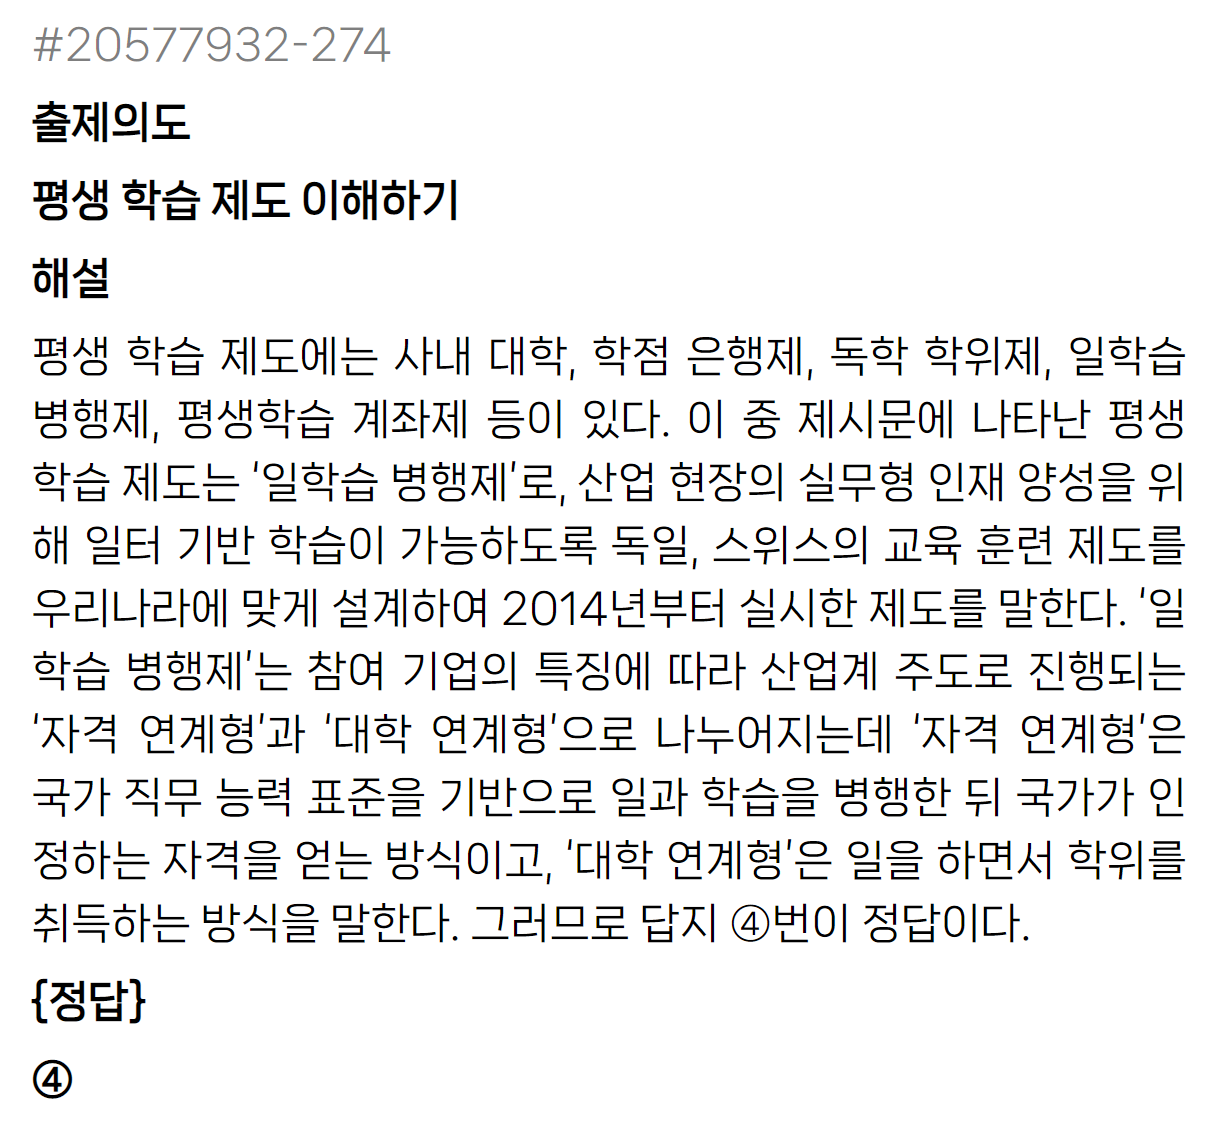 #20577932-274
출제의도
평생 학습 제도 이해하기
해설
평생 학습 제도에는 사내 대학, 학점 은행제, 독학 학위제, 일학습
병행제, 평생학습 계좌제 등이 있다. 이 중 제시문에 나타난 평생
학습 제도는 '일학습 병행제'로, 산업 현장의 실무형 인재 양성을 위
해 일터 기반 학습이 가능하도록 독일, 스위스의 교육 훈련 제도를
우리나라에 맞게 설계하여 2014년부터 실시한 제도를 말한다. '일
학습 병행제'는 참여 기업의 특징에 따라 산업계 주도로 진행되는
'자격 연계형'과 '대학 연계형'으로 나누어지는데 '자격 연계형'은
국가 직무 능력 표준을 기반으로 일과 학습을 병행한 뒤 국가가 인
정하는 자격을 얻는 방식이고, '대학 연계형'은 일을 하면서 학위를
취득하는 방식을 말한다. 그러므로 답지 ④번이 정답이다.
{정답}
④